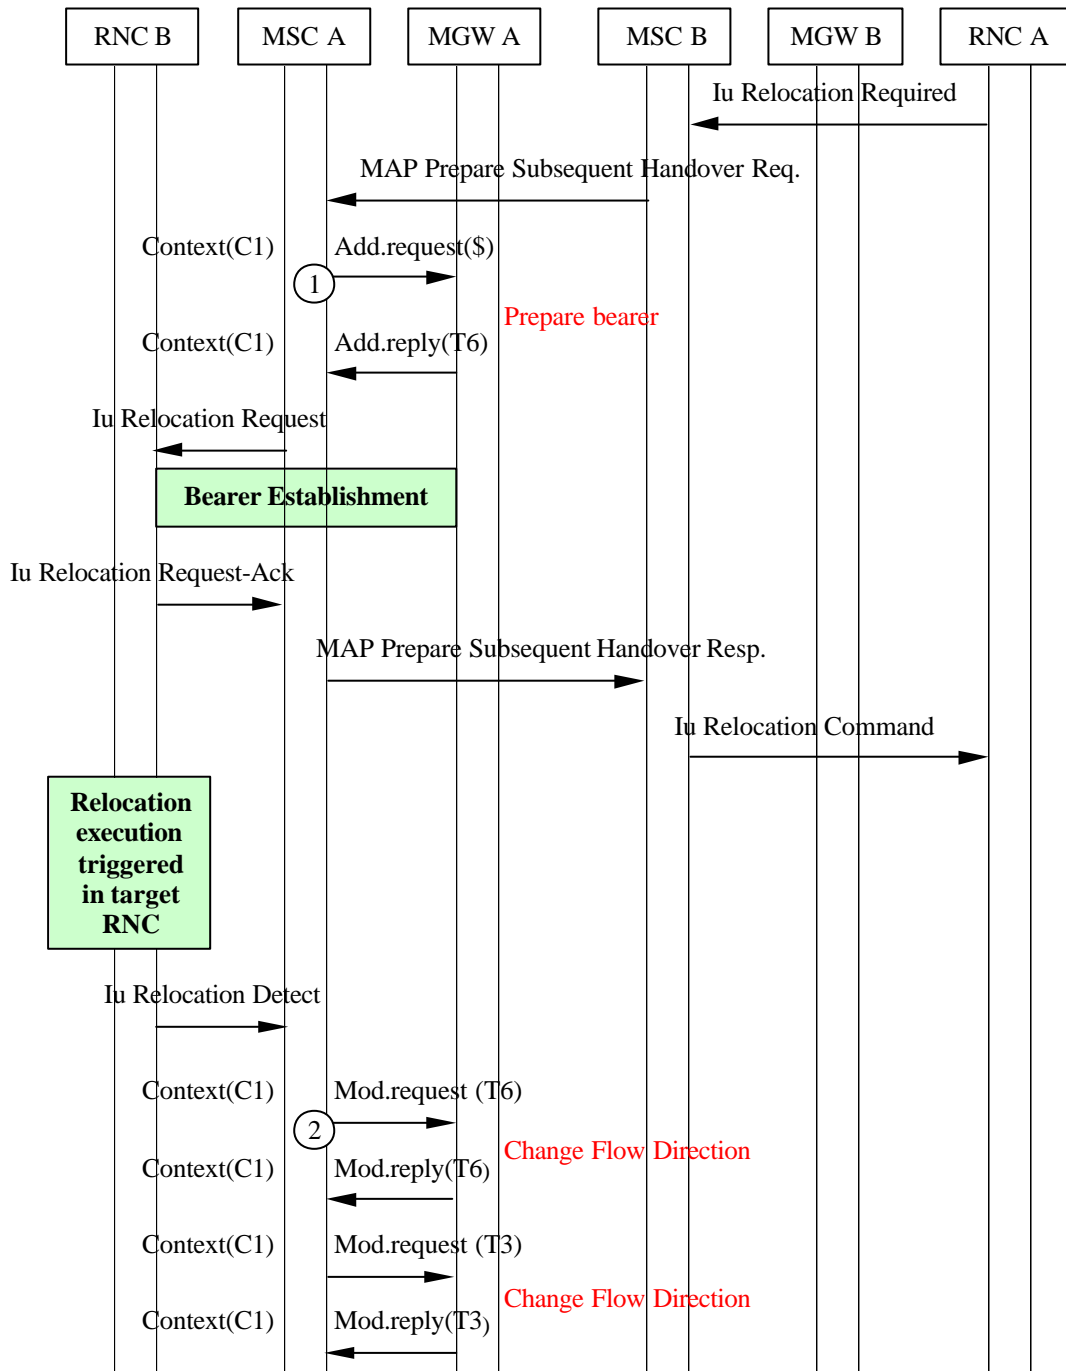 RNC B MSC A MGW A MSC B MGW B RNC A
Iu Relocation Required
MAP Prepare Subsequent Handover Req.
Context(C1) Add.request($)
1
Prepare bearer
Context(C1) Add.reply(T6)
Iu Relocation Request
Bearer Establishment
Iu Relocation Request-Ack
MAP Prepare Subsequent Handover Resp.
Iu Relocation Command
Relocation
execution
triggered
in target
RNC
Iu Relocation Detect
Context(C1) Mod.request (T6)
2
Change Flow Direction
Context(C1) Mod.reply(T6)
Context(C1) Mod.request (T3)
Change Flow Direction
Context(C1) Mod.reply(T3)